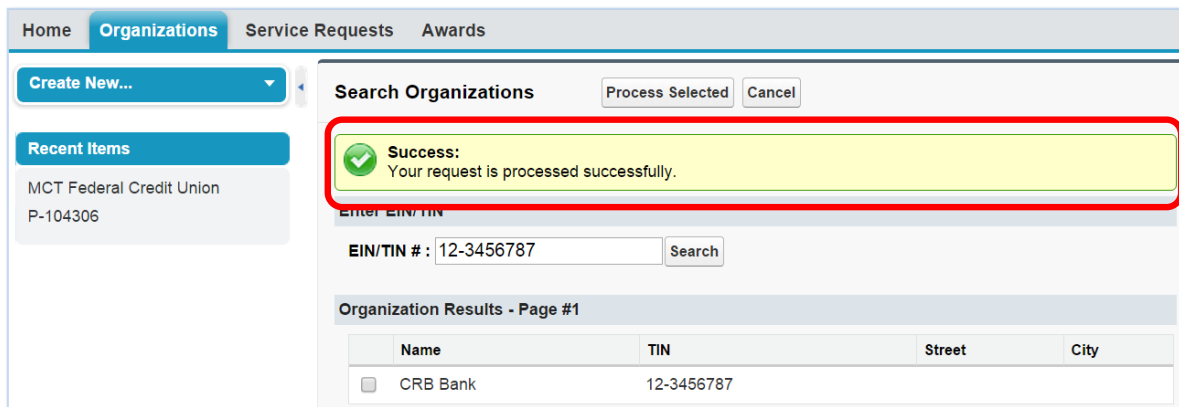 Home Organizations Service Requests Awards
Create New...
Recent Items
MCT Federal Credit Union
P-104306
Search Organizations Process Selected Cancel
Success:
Your request is processed successfully.
Enter EIN/TIN
EIN/TIN # : 12-3456787 Search
Organization Results - Page #1
Name TIN Street City
CRB Bank 12-3456787